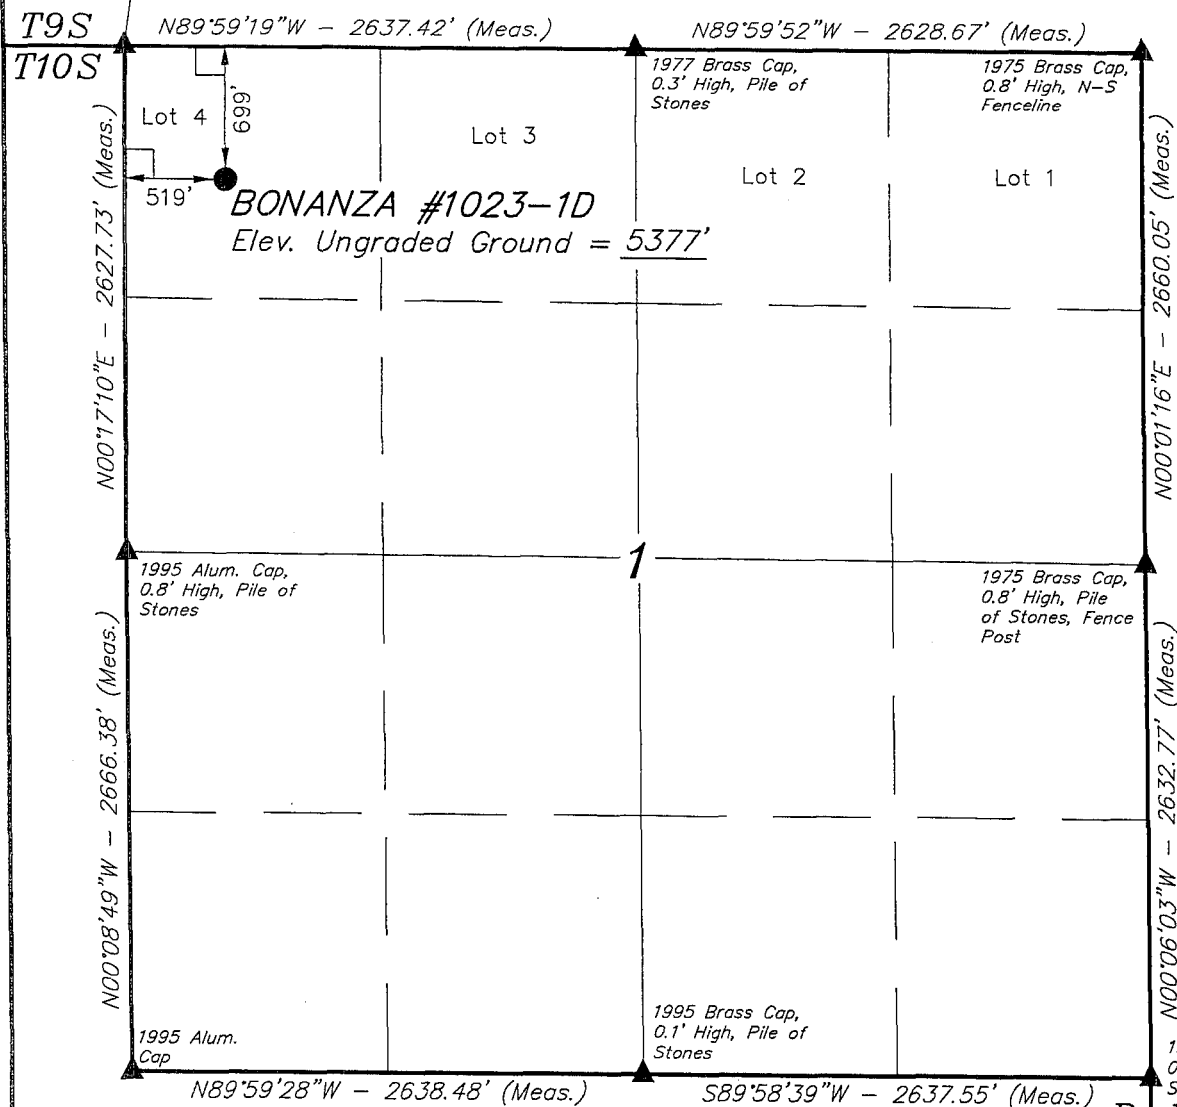 T9S
N89°59'19"W - 2637.42' (Meas.)
N89°59'52"W - 2628.67' (Meas.)
T10S
1977 Brass Cap,
0.3' High, Pile of
Stones
1975 Brass Cap,
0.8' High, N-S
Fenceline
Lot 4
699'
Lot 3
Lot 2
Lot 1
519'
BONANZA #1023-1D
Elev. Ungraded Ground = 5377'
N00°17'10"E - 2627.73' (Meas.)
N00°01'16"E - 2660.05' (Meas.)
1
1995 Alum. Cap,
0.8' High, Pile of
Stones
1975 Brass Cap,
0.8' High, Pile
of Stones, Fence
Post
N00°08'49"W - 2666.38' (Meas.)
N00°06'03"W - 2632.77' (Meas.)
1995 Alum.
Cap
1995 Brass Cap,
0.1' High, Pile of
Stones
N89°59'28"W - 2638.48' (Meas.)
S89°58'39"W - 2637.55' (Meas.)